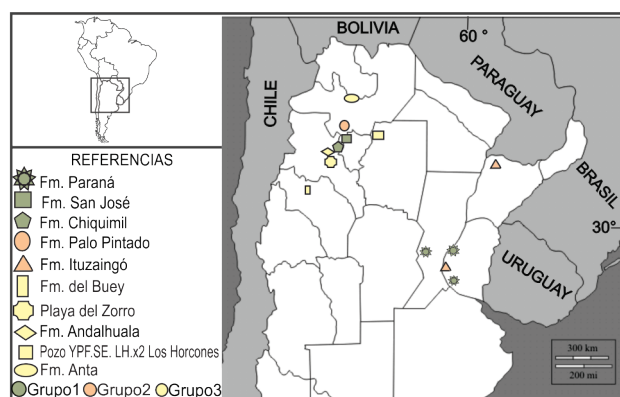 BOLIVIA
60°
PARAGUAY
CHILE
BRASIL
30°
URUGUAY
REFERENCIAS
Fm. Paraná
Fm. San José
Fm. Chiquimil
Fm. Palo Pintado
Fm. Ituzaingó
Fm. del Buey
Playa del Zorro
Fm. Andalhuala
Pozo YPF.SE. LH.x2 Los Horcones
Fm. Anta
Grupo1 Grupo2 Grupo3
300 km
200 mi